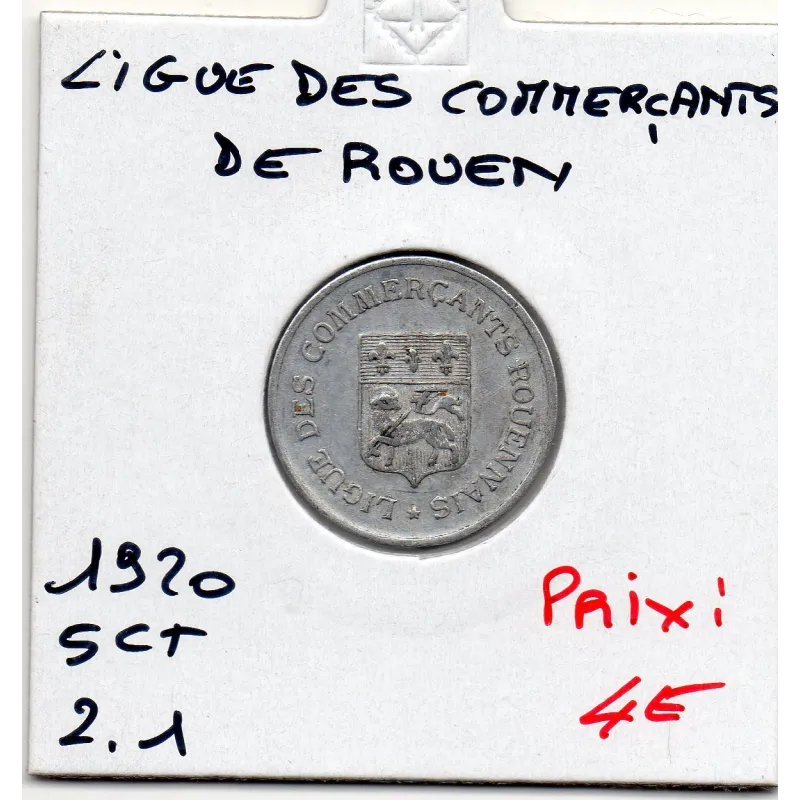 LiGUE DES COMMERÇANTS
DE ROUEN
LIGUE DES COMMERÇANTS ROUENNAIS ★
1920
5CT
2.1
PRix:
4E